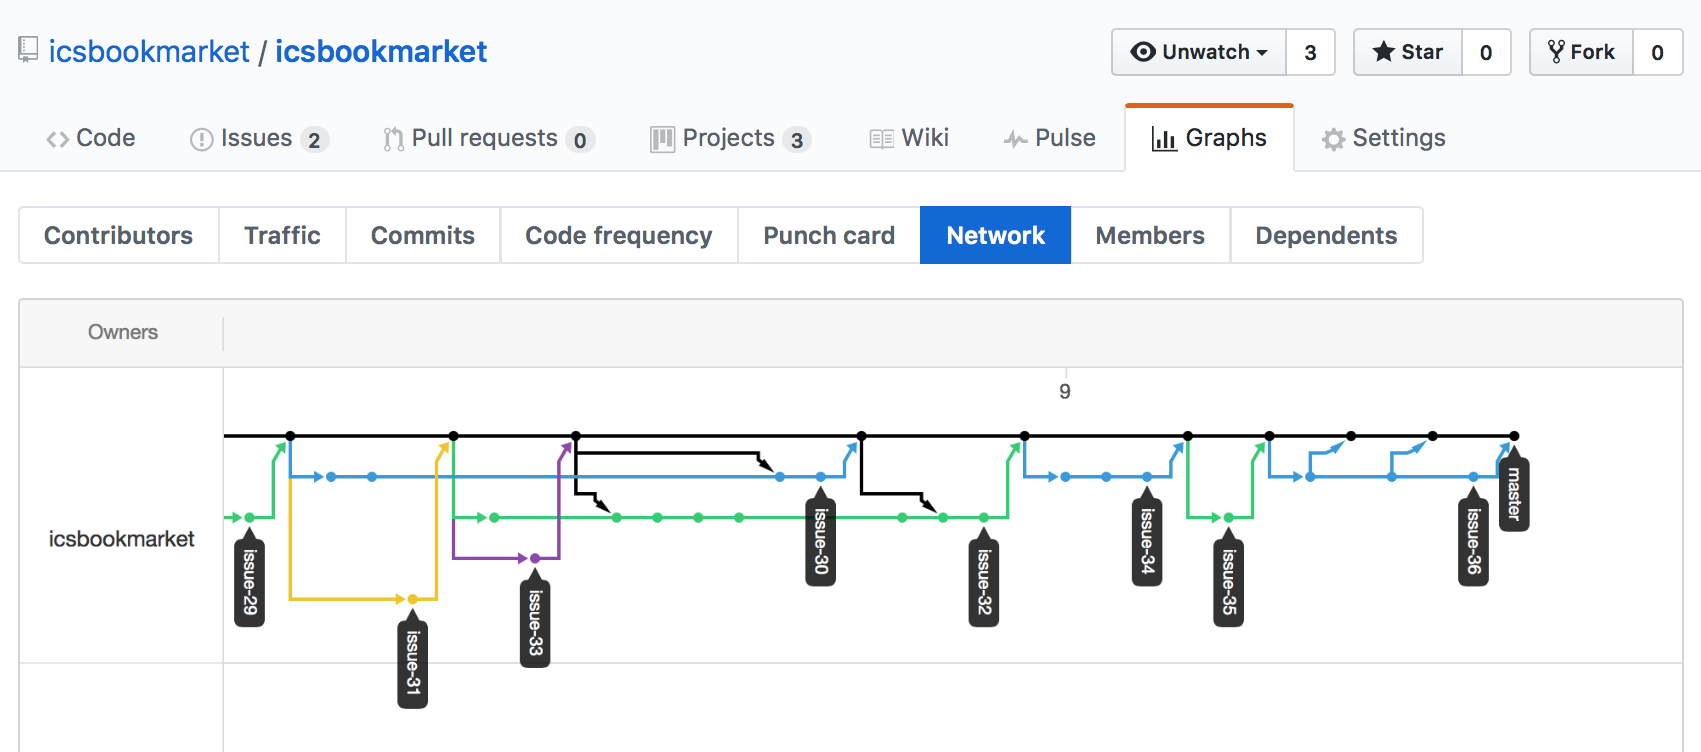 icsbookmarket / icsbookmarket
Unwatch 3
Star 0
Fork 0
Code
Issues 2
Pull requests 0
Projects 3
Wiki
Pulse
Graphs
Settings
Contributors
Traffic
Commits
Code frequency
Punch card
Network
Members
Dependents
Owners
9
icsbookmarket
issue-29
issue-31
issue-33
issue-30
issue-32
issue-34
issue-35
issue-36
master